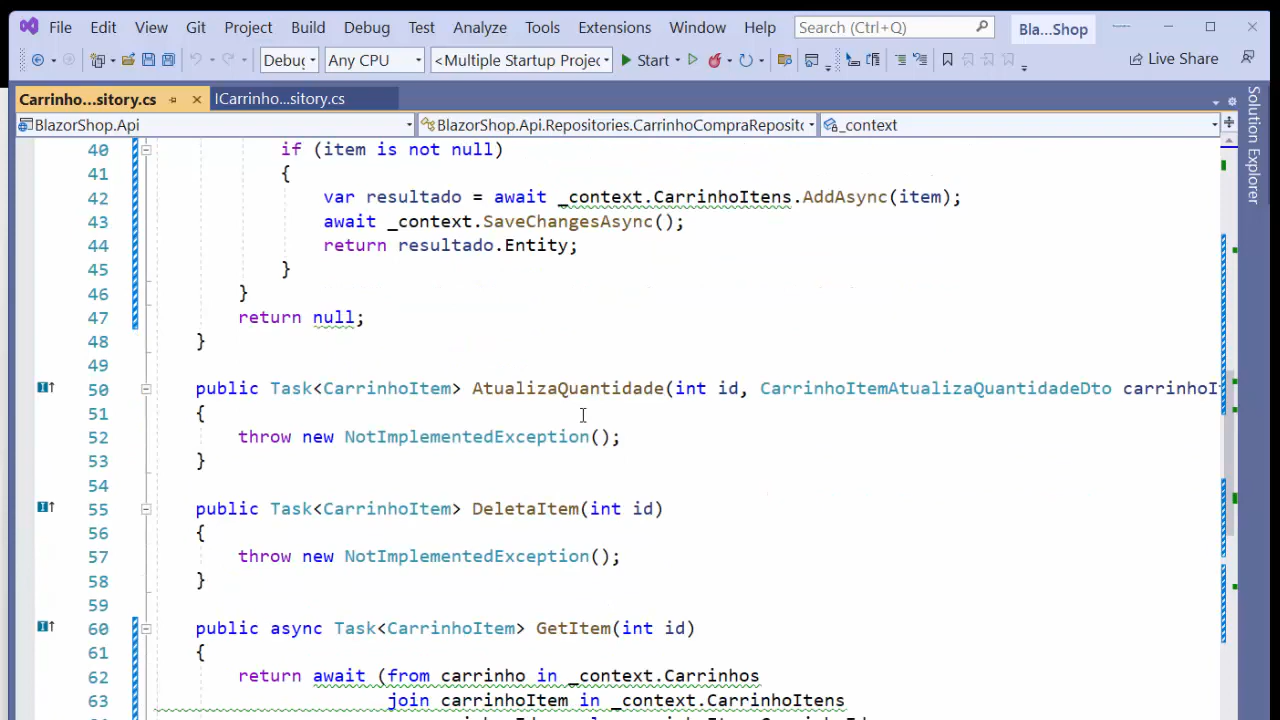 File Edit View Git Project Build Debug Test Analyze Tools Extensions Window Help Search (Ctrl+Q) Bla...Shop
Debug Any CPU <Multiple Startup Projec Start Live Share
Carrinho...sitory.cs ICarrinho...sitory.cs
BlazorShop.Api BlazorShop.Api.Repositories.CarrinhoCompraReposito _context
Solution Explorer
40 if (item is not null)
41 {
42 var resultado = await _context.CarrinhoItens.AddAsync(item);
43 await _context.SaveChangesAsync();
44 return resultado.Entity;
45 }
46 }
47 return null;
48 }
49
50 public Task<CarrinhoItem> AtualizaQuantidade(int id, CarrinhoItemAtualizaQuantidadeDto carrinhoI
51 {
52 throw new NotImplementedException();
53 }
54
55 public Task<CarrinhoItem> DeletaItem(int id)
56 {
57 throw new NotImplementedException();
58 }
59
60 public async Task<CarrinhoItem> GetItem(int id)
61 {
62 return await (from carrinho in _context.Carrinhos
63 join carrinhoItem in _context.CarrinhoItens